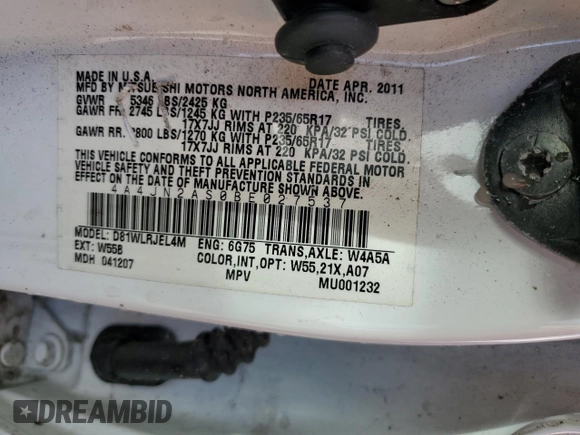 MADE IN U.S.A. DATE APR. 2011
MFD BY MITSUBISHI MOTORS NORTH AMERICA, INC.
GVWR 5346 LBS/2425 KG
GAWR FR. 2745 LBS/1245 KG WITH P235/65R17 TIRES,
17X7JJ RIMS AT 220 KPA/32 PSI COLD.
GAWR RR. 2800 LBS/1270 KG WITH P235/65R17 TIRES,
17X7JJ RIMS AT 220 KPA/32 PSI COLD.
THIS VEHICLE CONFORMS TO ALL APPLICABLE FEDERAL MOTOR
VEHICLE SAFETY AND THEFT PREVENTION STANDARDS IN
EFFECT ON THE DATE OF MANUFACTURE SHOWN ABOVE.
4A4JN2AS0BE027537
MODEL: D81WLRJEL4M ENG: 6G75 TRANS,AXLE: W4A5A
EXT: W55B COLOR,INT,OPT: W55,21X,A07
MDH 041207 MPV MU001232
DREAMBID